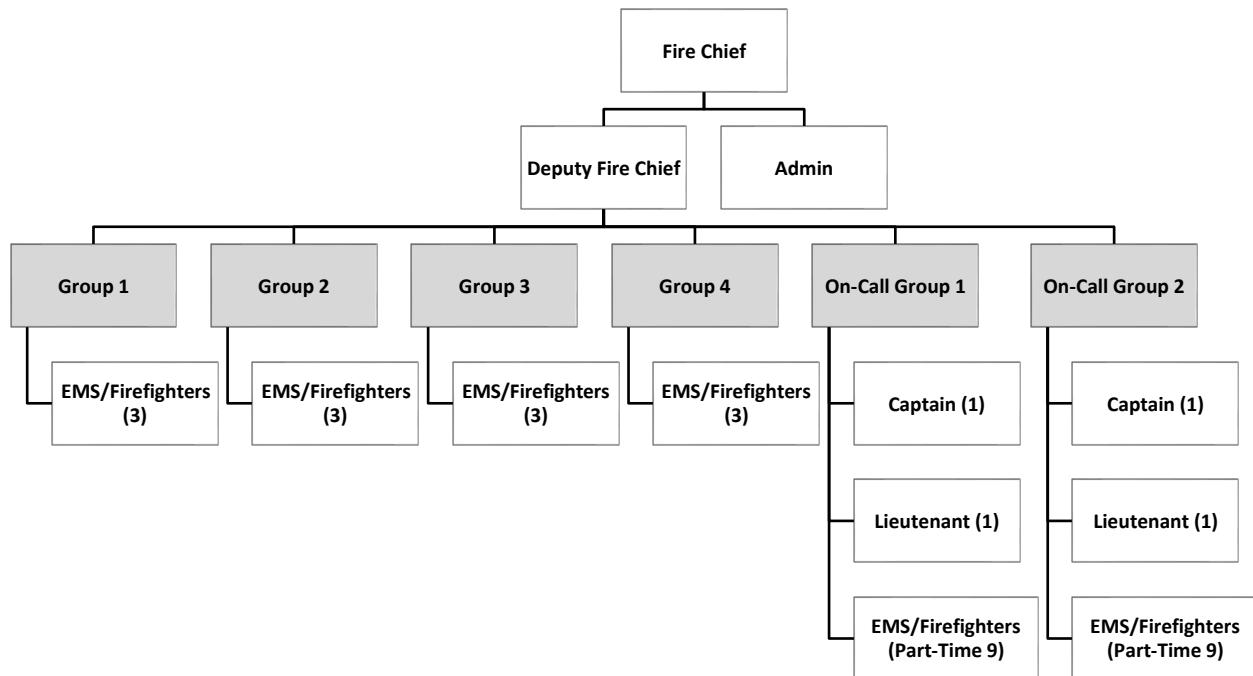 Fire Chief
Deputy Fire Chief
Admin
Group 1
Group 2
Group 3
Group 4
On-Call Group 1
On-Call Group 2
EMS/Firefighters
(3)
EMS/Firefighters
(3)
EMS/Firefighters
(3)
EMS/Firefighters
(3)
Captain (1)
Captain (1)
Lieutenant (1)
Lieutenant (1)
EMS/Firefighters
(Part-Time 9)
EMS/Firefighters
(Part-Time 9)